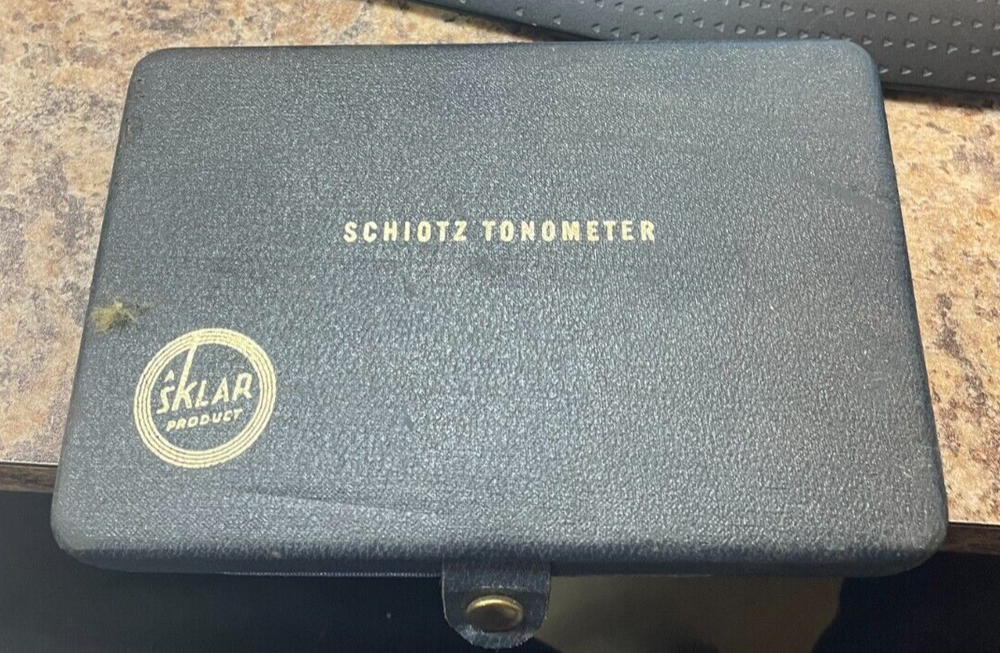 SCHIOTZ TONOMETER
A
SKLAR
PRODUCT